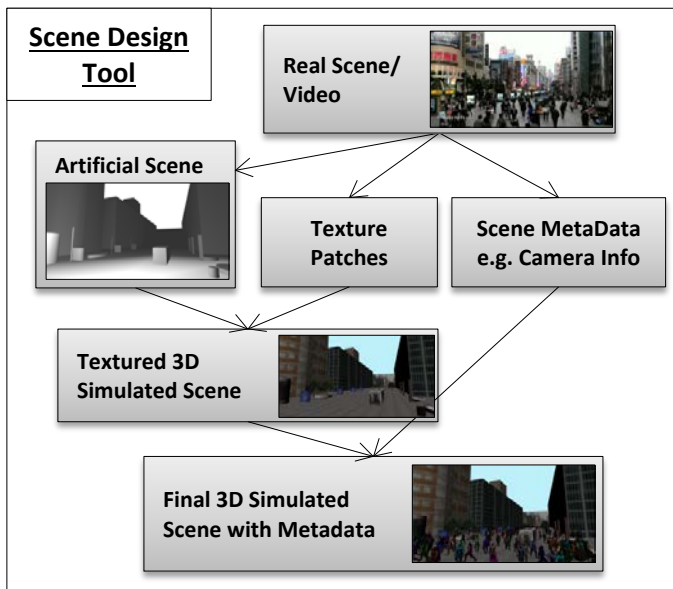 Scene Design
Tool
Real Scene/
Video
Artificial Scene
Texture
Patches
Scene MetaData
e.g. Camera Info
Textured 3D
Simulated Scene
Final 3D Simulated
Scene with Metadata